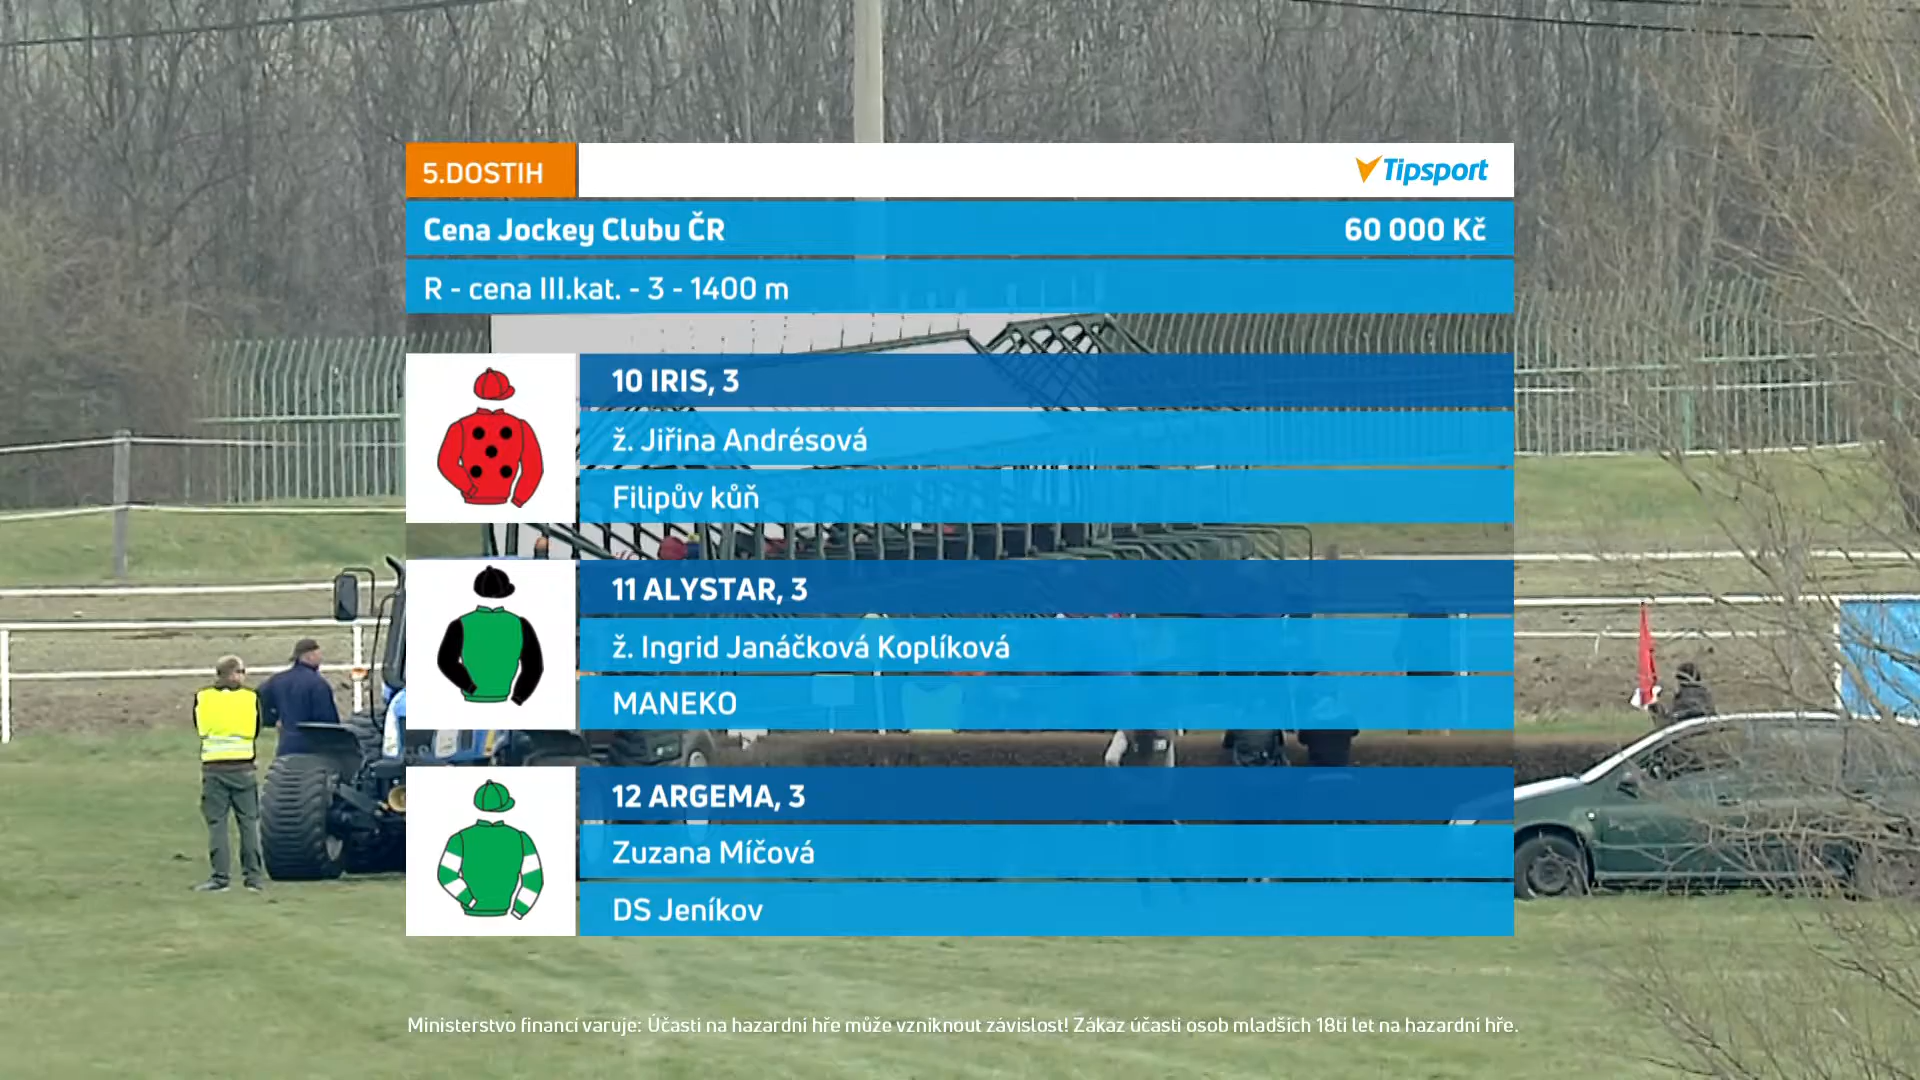 5.DOSTIH
Tipsport
Cena Jockey Clubu ČR
60 000 Kč
R - cena III.kat. - 3 - 1400 m
10 IRIS, 3
ž. Jiřina Andrésová
Filipův kůň
11 ALYSTAR, 3
ž. Ingrid Janáčková Koplíková
MANEKO
12 ARGEMA, 3
Zuzana Míčová
DS Jeníkov
Ministerstvo financí varuje: Účastí na hazardní hře může vzniknout závislost! Zákaz účasti osob mladších 18ti let na hazardní hře.